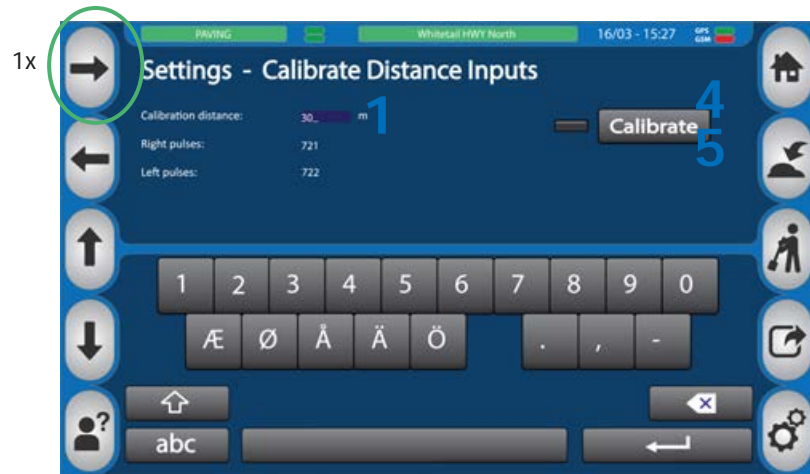 1x
PAVING Whitetail HWY North 16/03 - 15:27 GPS
GSM
Settings - Calibrate Distance Inputs
Calibration distance: 30_ m 1
Right pulses: 721
Left pulses: 722
4
Calibrate
5
1 2 3 4 5 6 7 8 9 0
Æ Ø Å Ä Ö . , -
abc
?